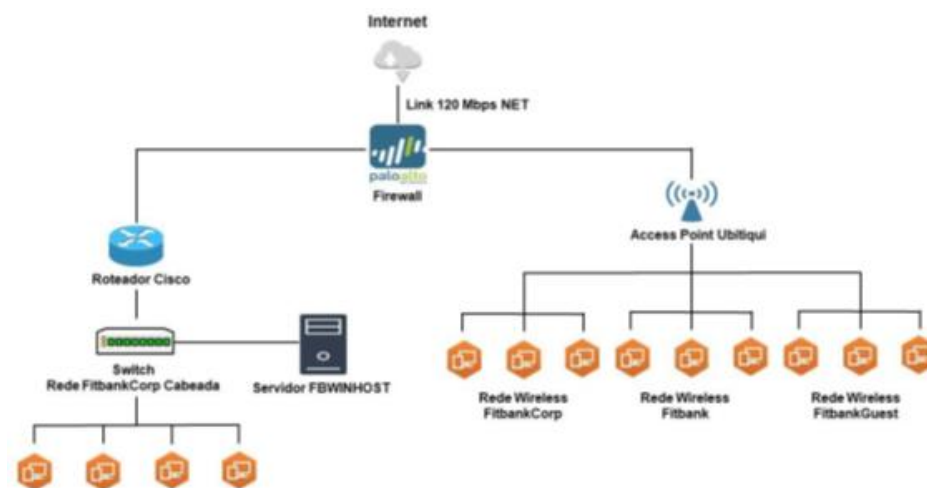 Internet
Link 120 Mbps NET
paloalto
Firewall
Access Point Ubitiqui
Roteador Cisco
Switch
Rede FitbankCorp Cabeada
Servidor FBWINHOST
Rede Wireless
FitbankCorp
Rede Wireless
Fitbank
Rede Wireless
FitbankGuest